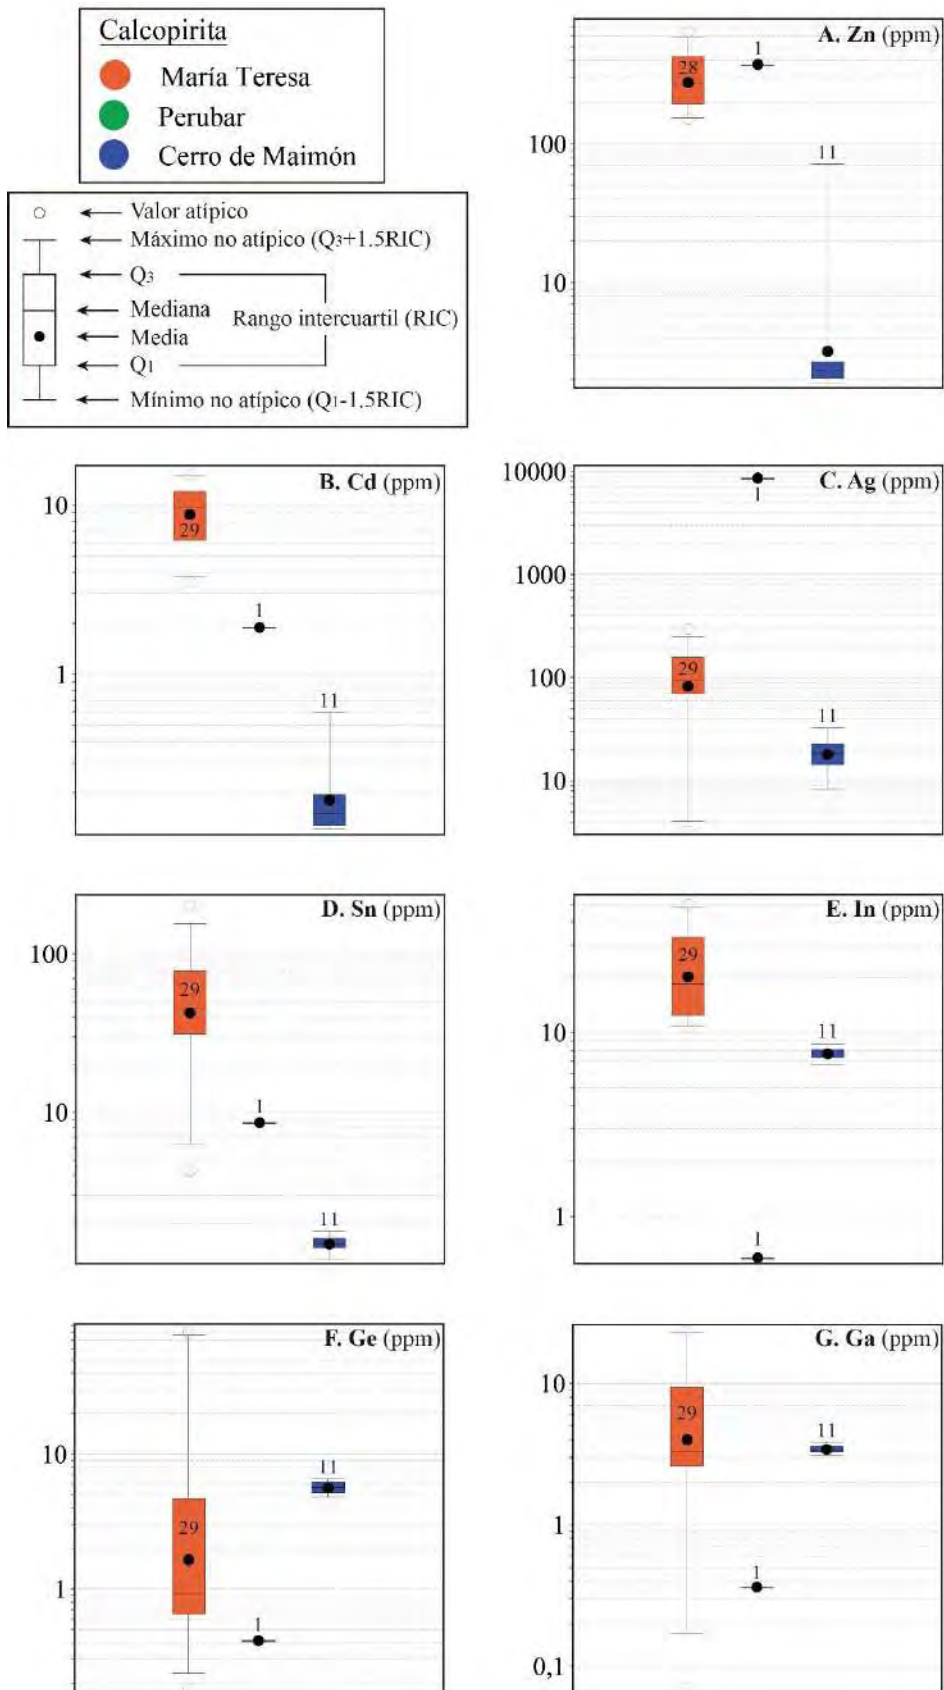 Calcopirita
María Teresa
Perubar
Cerro de Maimón
Valor atípico
Máximo no atípico (Q3+1.5RIC)
Q3
Mediana
Rango intercuartil (RIC)
Media
Q1
Mínimo no atípico (Q1-1.5RIC)
A. Zn (ppm)
28
1
100
11
10
B. Cd (ppm)
10
29
1
1
11
C. Ag (ppm)
10000
1
1000
29
100
11
10
D. Sn (ppm)
100
29
1
10
11
E. In (ppm)
29
11
10
1
1
F. Ge (ppm)
10
11
29
1
1
G. Ga (ppm)
10
29
11
1
1
0,1